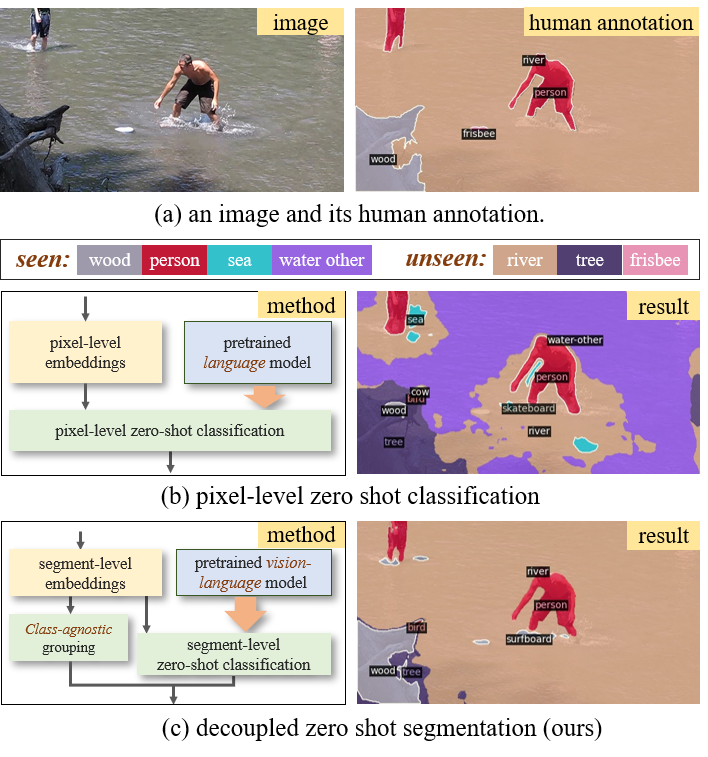 image
human annotation
river
person
frisbee
wood
(a) an image and its human annotation.
seen: wood person sea water other unseen: river tree frisbee
method
pixel-level
embeddings
pretrained
language model
pixel-level zero-shot classification
result
sea
water-other
person
cow
bird
wood
skateboard
river
tree
(b) pixel-level zero shot classification
method
segment-level
embeddings
pretrained vision-
language model
Class-agnostic
grouping
segment-level
zero-shot classification
result
river
person
bird
surfboard
wood
tree
(c) decoupled zero shot segmentation (ours)